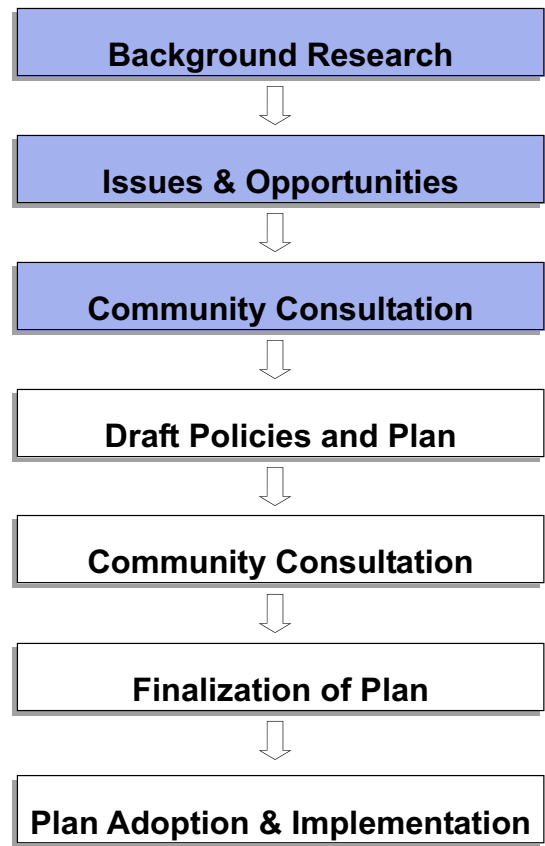 Background Research
Issues & Opportunities
Community Consultation
Draft Policies and Plan
Community Consultation
Finalization of Plan
Plan Adoption & Implementation